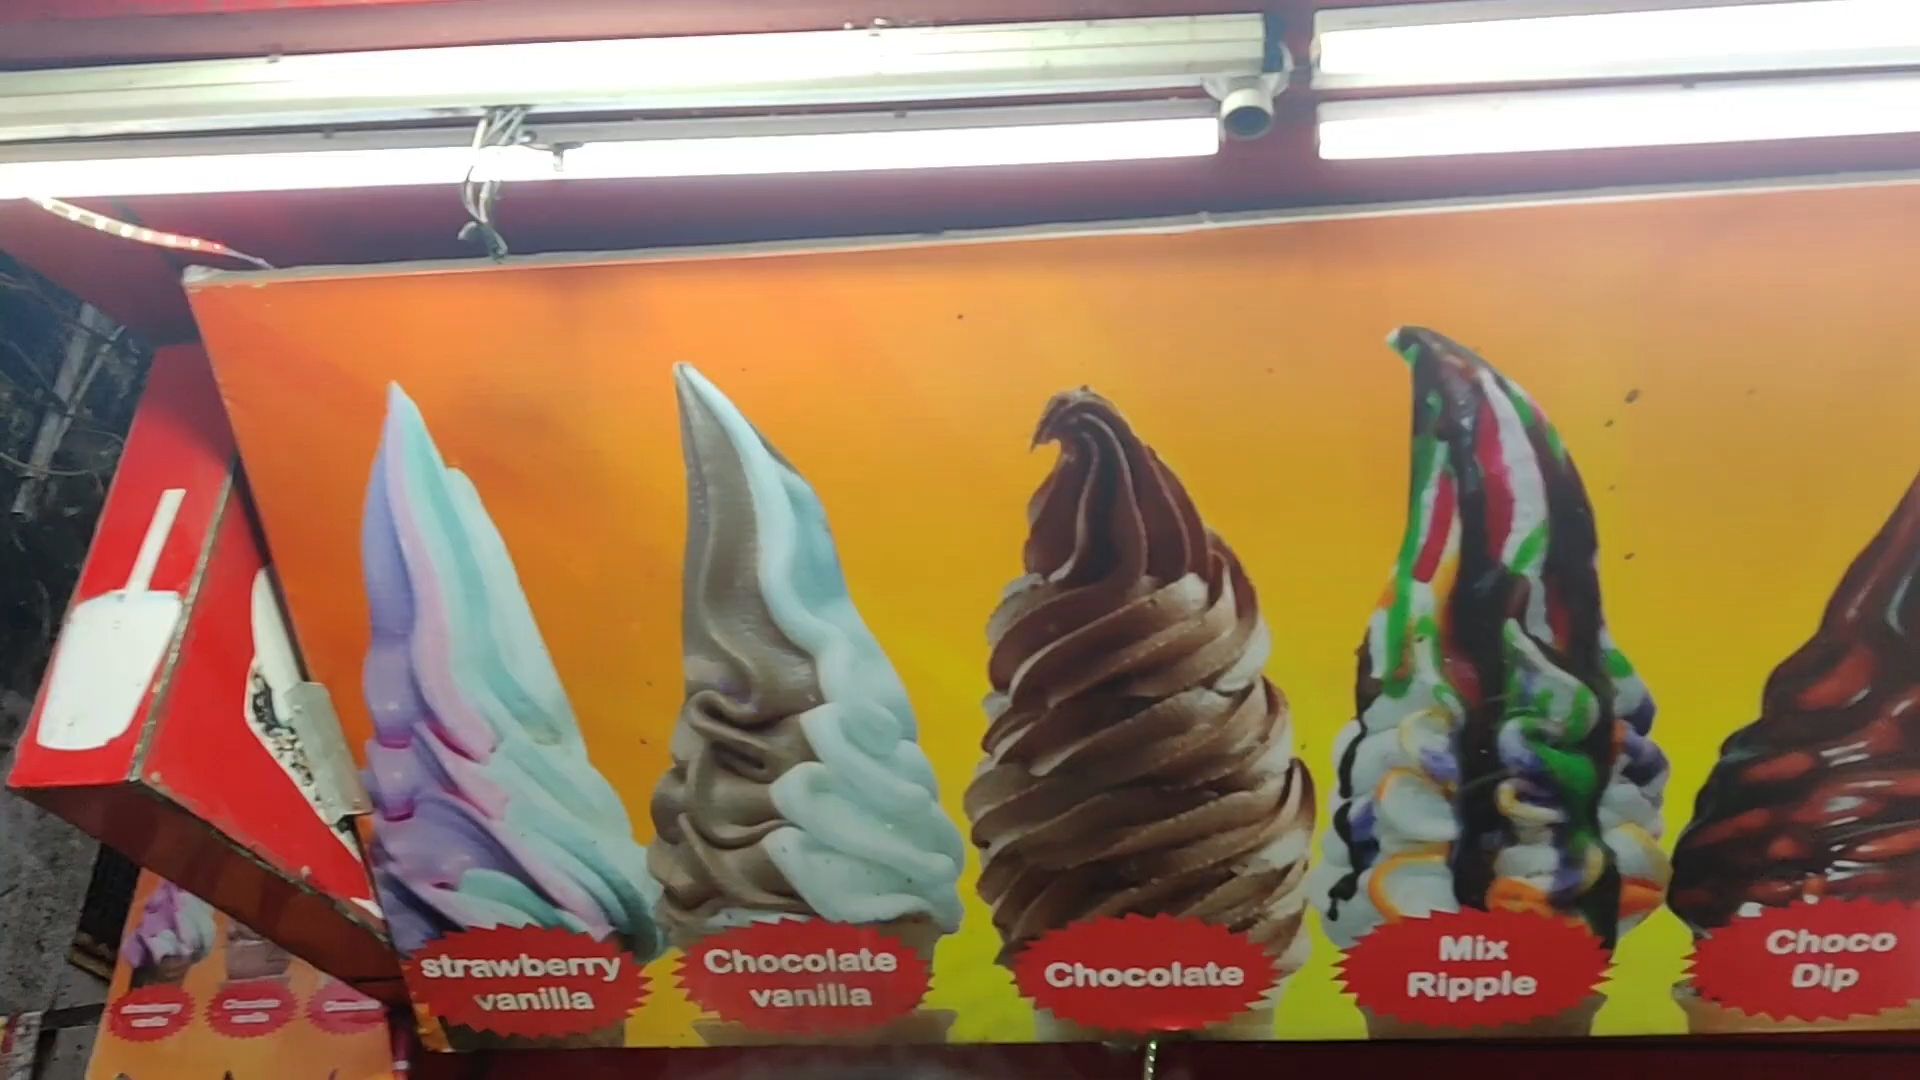 strawberry
vanilla
Chocolate
vanilla
Chocolate
Mix
Ripple
Choco
Dip